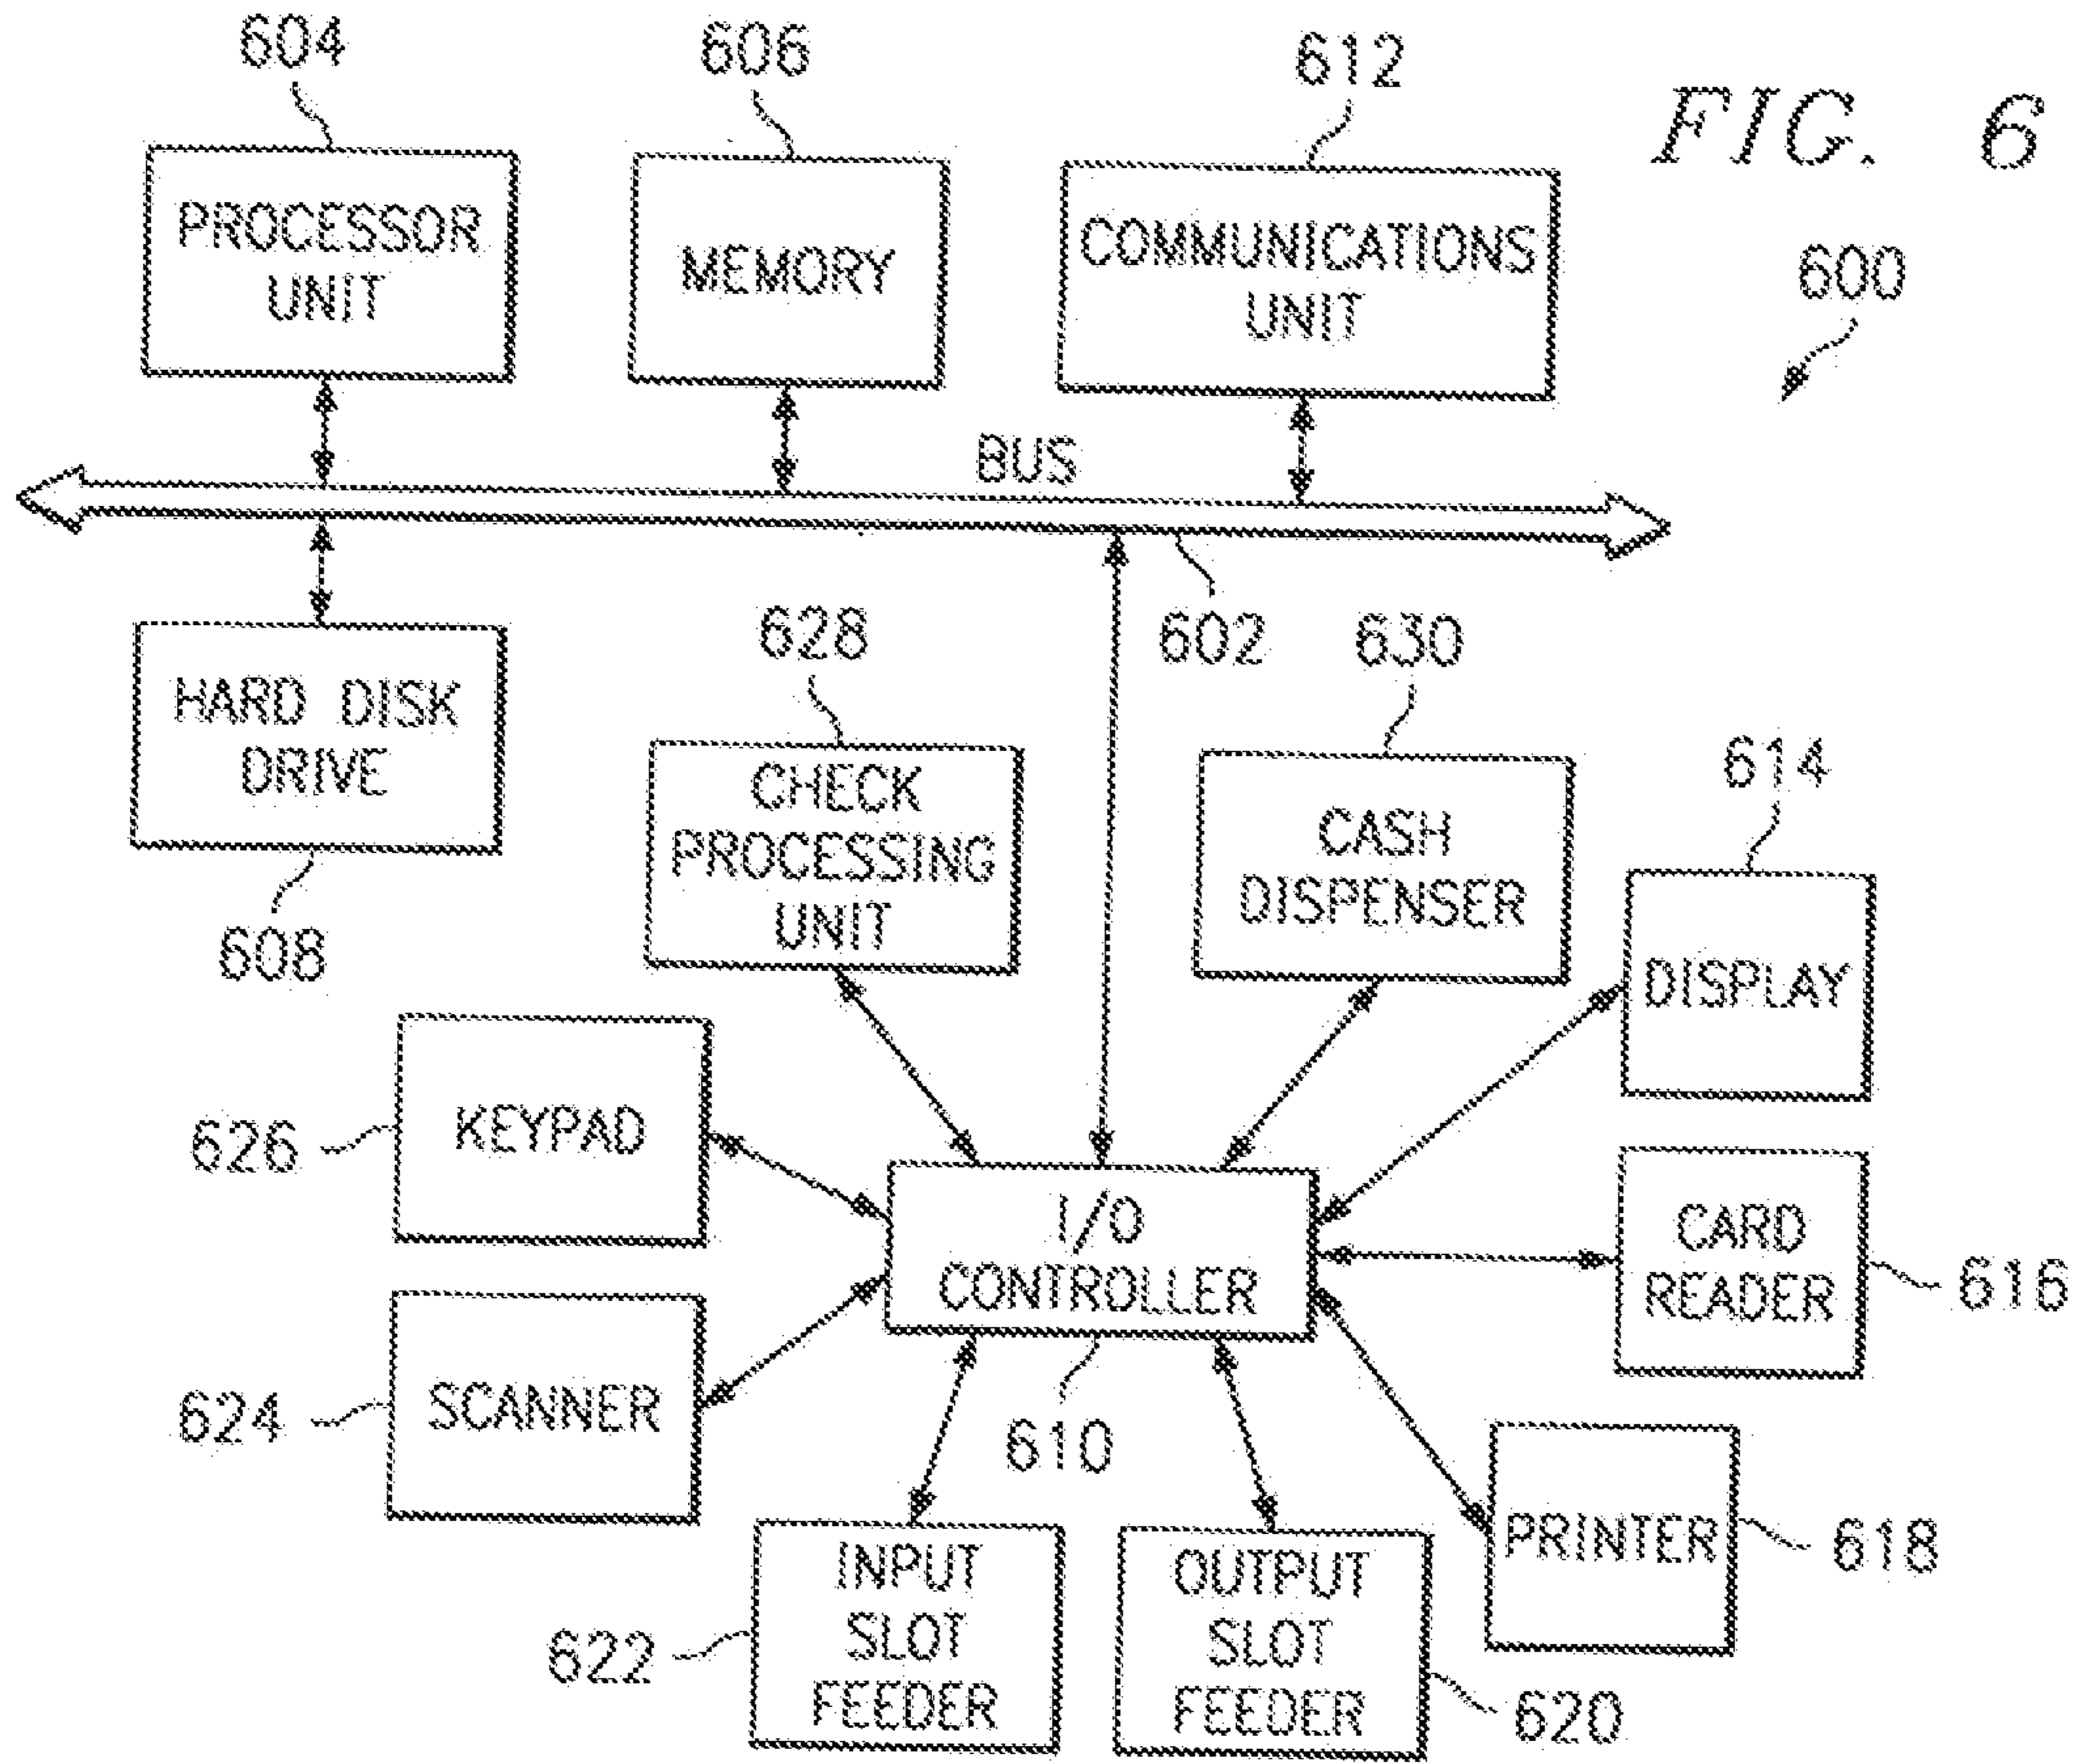 604
606
612
FIG. 6
PROCESSOR
UNIT
MEMORY
COMMUNICATIONS
UNIT
600
BUS
602
HARD DISK
DRIVE
608
628
CHECK
PROCESSING
UNIT
630
CASH
DISPENSER
614
DISPLAY
626
KEYPAD
I/O
CONTROLLER
610
CARD
READER
616
624
SCANNER
622
INPUT
SLOT
FEEDER
OUTPUT
SLOT
FEEDER
620
PRINTER
618